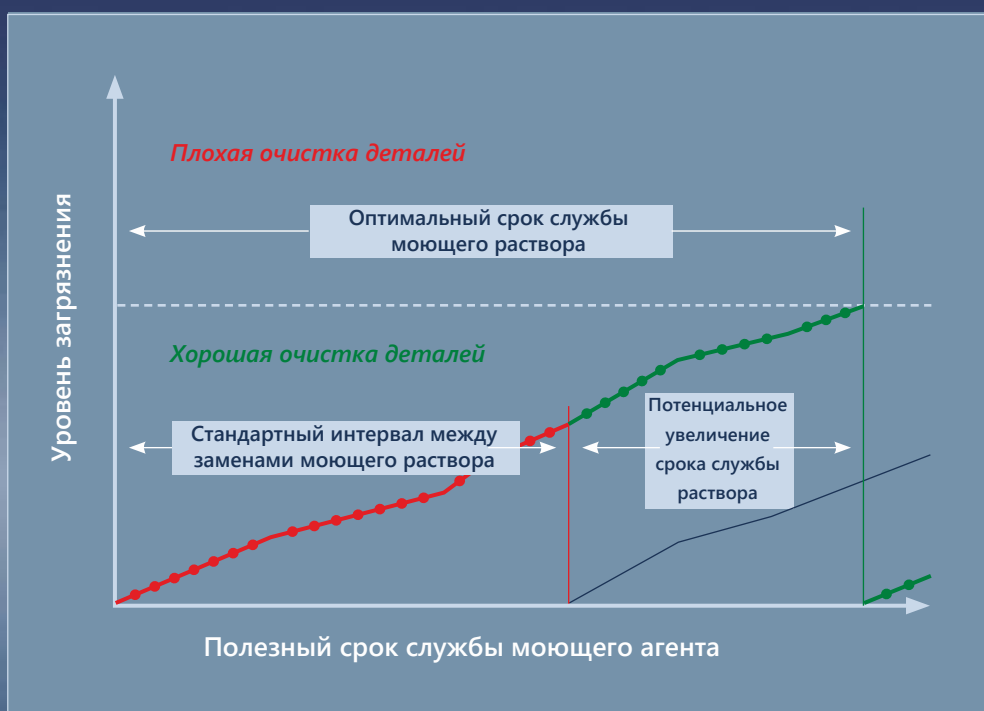 Плохая очистка деталей
Оптимальный срок службы
моющего раствора
Уровень загрязнения
Хорошая очистка деталей
Стандартный интервал между
заменами моющего раствора
Потенциальное
увеличение
срока службы
раствора
Полезный срок службы моющего агента